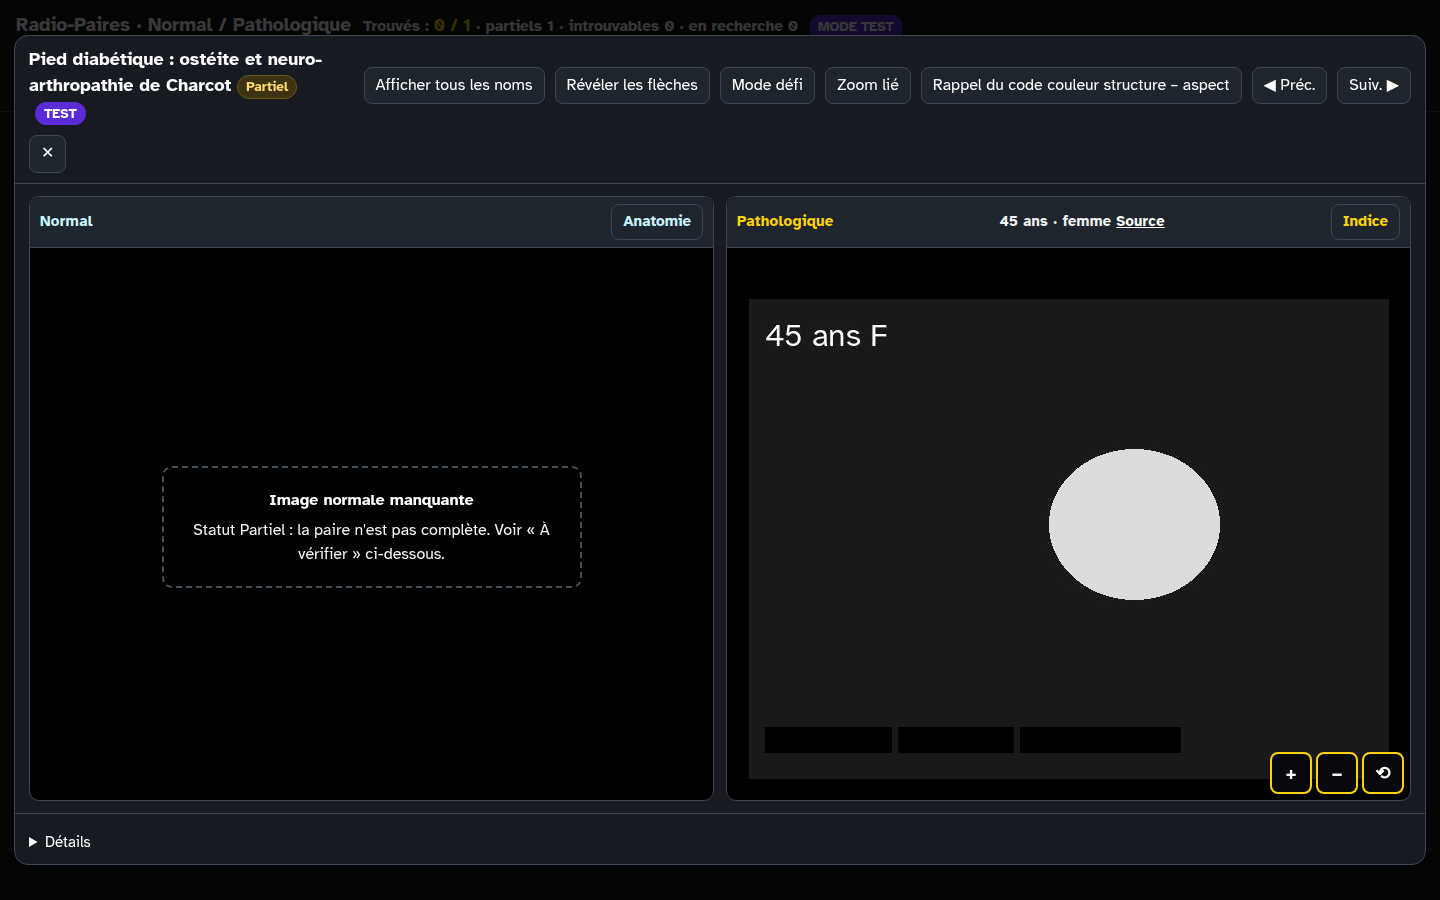 Radio-Paires · Normal / Pathologique Trouvés : 0 / 1 · partiels 1 · introuvables 0 · en recherche 0 MODE TEST
Pied diabétique : ostéite et neuro-
arthropathie de Charcot Partiel
TEST
Afficher tous les noms Révéler les flèches Mode défi Zoom lié Rappel du code couleur structure – aspect ◀ Préc. Suiv. ▶
✕
Normal Anatomie
Image normale manquante
Statut Partiel : la paire n'est pas complète. Voir « À
vérifier » ci-dessous.
Pathologique 45 ans · femme Source Indice
45 ans F
+ − ⟲
▶ Détails